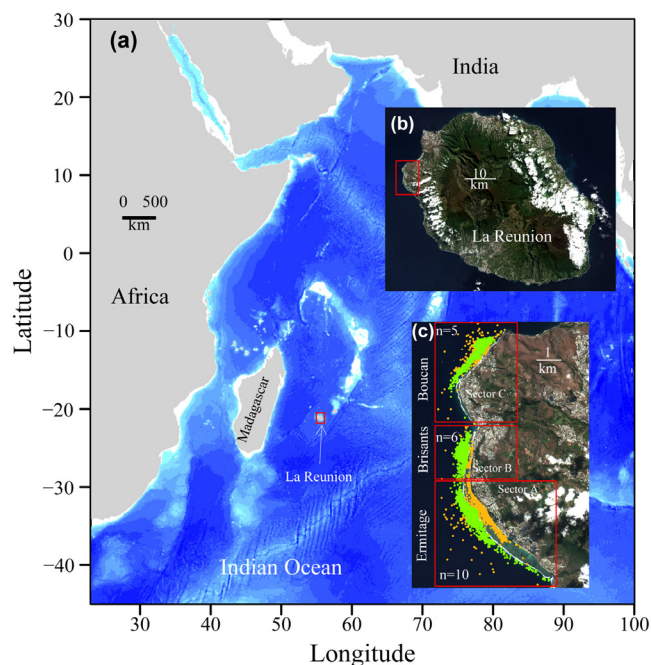 (a)
India
Africa
Madagascar
La Reunion
Indian Ocean
0 500
km
30
20
10
0
−10
−20
−30
−40
Latitude
30 40 50 60 70 80 90 100
Longitude
(b)
10
km
La Reunion
(c)
n=5
1
km
Boucan
Sector C
n=6
Brisants
Sector B
Sector A
Ermitage
n=10